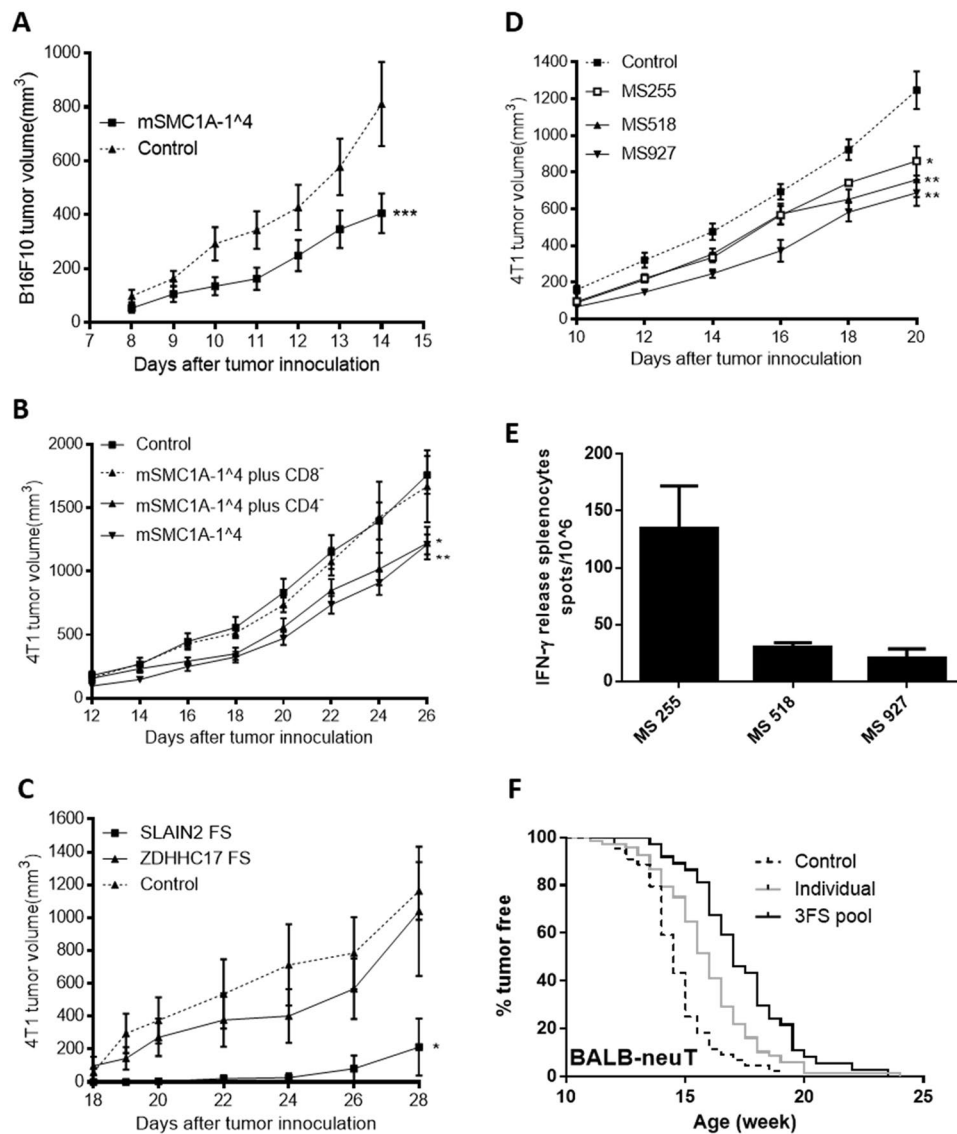 A
B16F10 tumor volume(mm³)
1000
800
600
400
200
0
mSMC1A-1^4
Control
***
7 8 9 10 11 12 13 14 15
Days after tumor innoculation
B
4T1 tumor volume(mm³)
2000
1500
1000
500
0
Control
mSMC1A-1^4 plus CD8⁻
mSMC1A-1^4 plus CD4⁻
mSMC1A-1^4
*
**
12 14 16 18 20 22 24 26
Days after tumor innoculation
C
4T1 tumor volume(mm³)
1600
1400
1200
1000
800
600
400
200
0
SLAIN2 FS
ZDHHC17 FS
Control
*
18 20 22 24 26 28
Days after tumor innoculation
D
4T1 tumor volume(mm³)
1400
1200
1000
800
600
400
200
0
Control
MS255
MS518
MS927
*
**
**
10 12 14 16 18 20
Days after tumor innoculation
E
IFN-γ release spleenocytes
spots/10^6
200
150
100
50
0
MS 255
MS 518
MS 927
F
% tumor free
100
80
60
40
20
0
Control
Individual
3FS pool
BALB-neuT
10 15 20 25
Age (week)